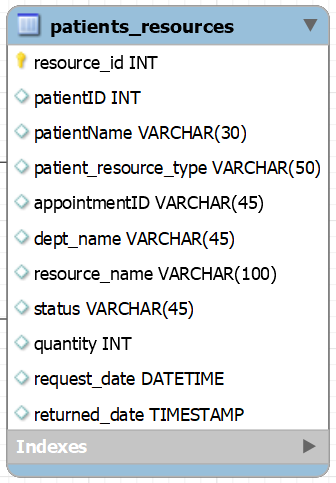 patients_resources
resource_id INT
patientID INT
patientName VARCHAR(30)
patient_resource_type VARCHAR(50)
appointmentID VARCHAR(45)
dept_name VARCHAR(45)
resource_name VARCHAR(100)
status VARCHAR(45)
quantity INT
request_date DATETIME
returned_date TIMESTAMP
Indexes